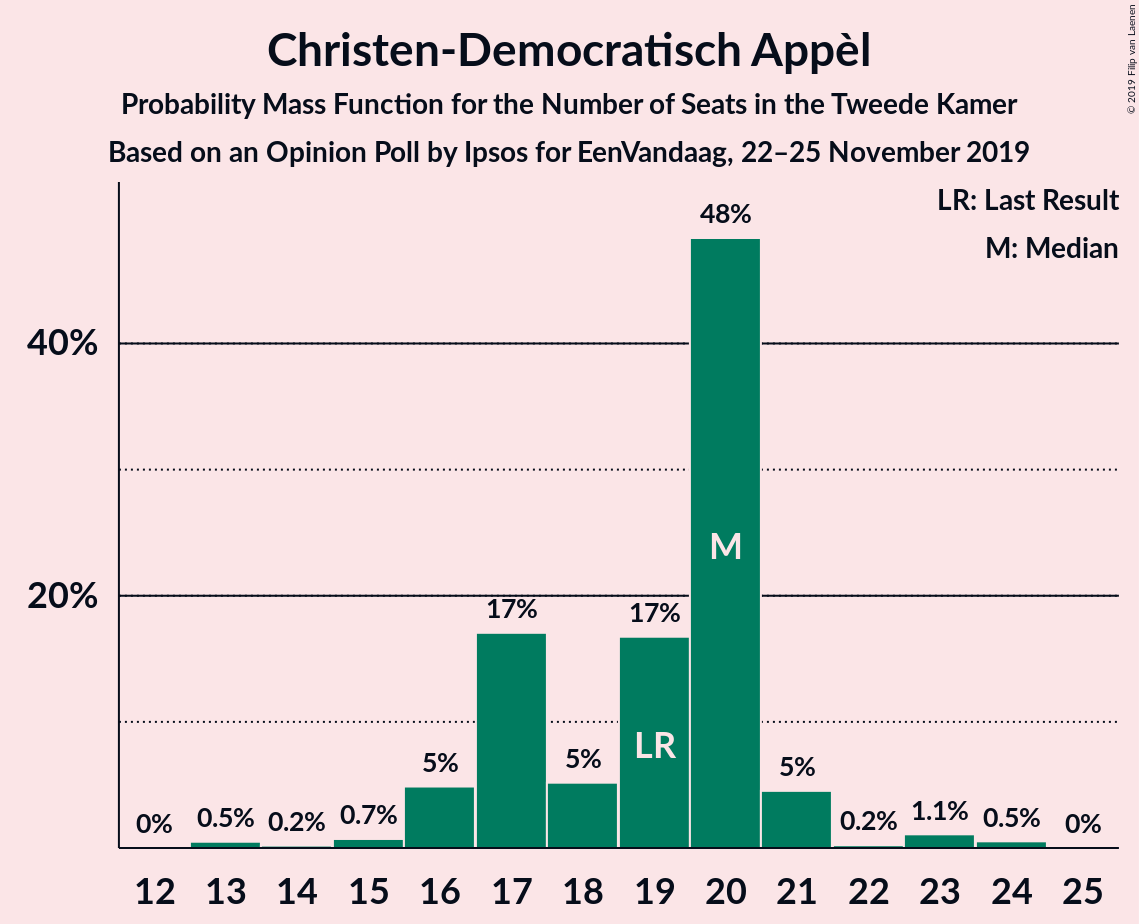 Christen-Democratisch Appèl
Probability Mass Function for the Number of Seats in the Tweede Kamer
Based on an Opinion Poll by Ipsos for EenVandaag, 22–25 November 2019
© 2019 Filip van Laenen
LR: Last Result
M: Median
40%
20%
0%
0.5%
0.2%
0.7%
5%
17%
5%
17%
48%
5%
0.2%
1.1%
0.5%
0%
LR
M
12 13 14 15 16 17 18 19 20 21 22 23 24 25